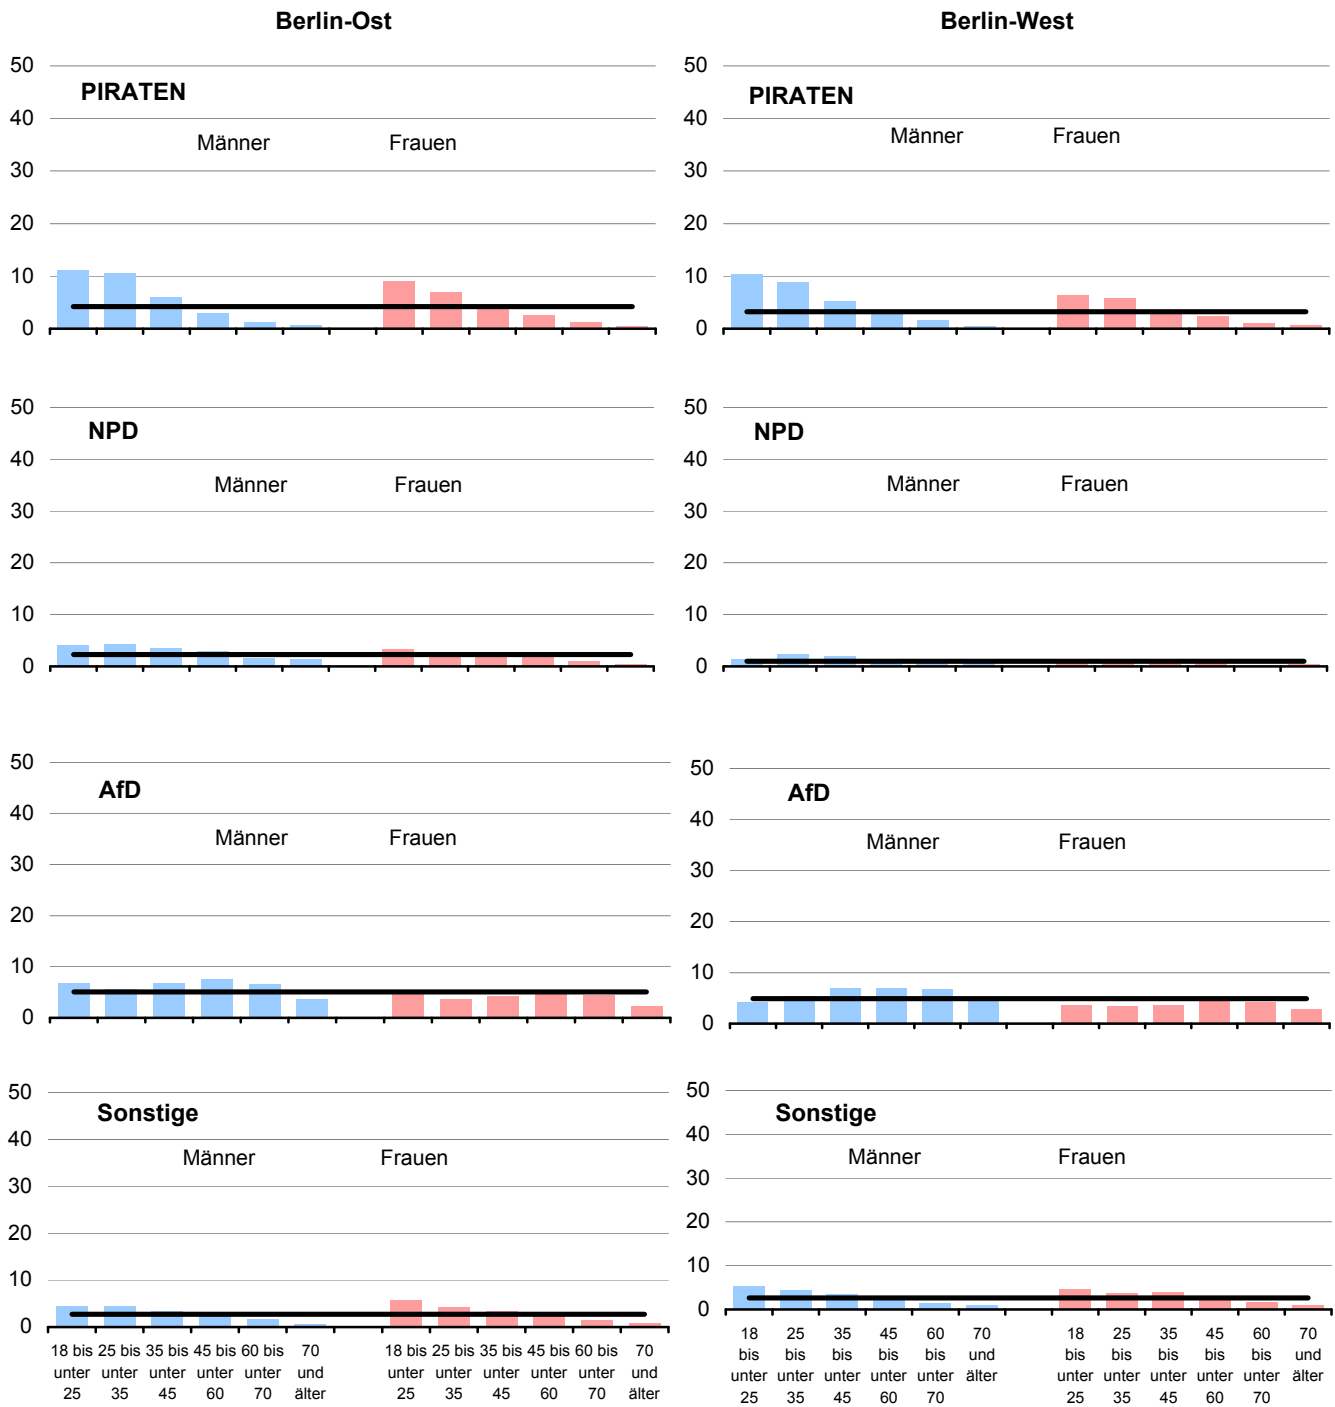 Berlin-Ost
50
PIRATEN
40
Männer Frauen
30
20
10
0
50
NPD
40
Männer Frauen
30
20
10
0
50
AfD
40
Männer Frauen
30
20
10
0
50
Sonstige
40
Männer Frauen
30
20
10
0
18 bis 25 bis 35 bis 45 bis 60 bis 70 18 bis 25 bis 35 bis 45 bis 60 bis 70
unter unter unter unter unter und unter unter unter unter unter und
25 35 45 60 70 älter 25 35 45 60 70 älter
Berlin-West
50
PIRATEN
40
Männer Frauen
30
20
10
0
50
NPD
40
Männer Frauen
30
20
10
0
50
AfD
40
Männer Frauen
30
20
10
0
50
Sonstige
40
Männer Frauen
30
20
10
0
18 25 35 45 60 70 18 25 35 45 60 70
bis bis bis bis bis und bis bis bis bis bis und
unter unter unter unter unter älter unter unter unter unter unter älter
25 35 45 60 70 25 35 45 60 70